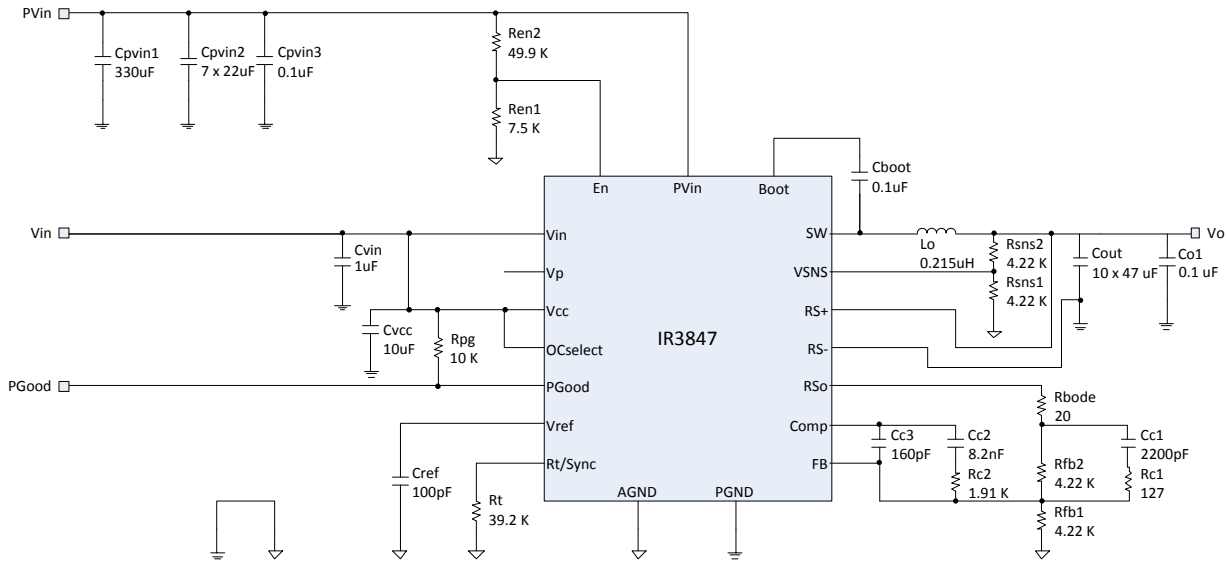 PVin
Cpvin1
330uF
Cpvin2
7 x 22uF
Cpvin3
0.1uF
Ren2
49.9 K
Ren1
7.5 K
Cboot
0.1uF
En
PVin
Boot
Vin
Cvin
1uF
Vin
Vp
Vcc
OCselect
PGood
Vref
Rt/Sync
AGND
PGND
IR3847
SW
VSNS
RS+
RS-
RSo
Comp
FB
Lo
0.215uH
Rsns2
4.22 K
Rsns1
4.22 K
Cout
10 x 47 uF
Co1
0.1 uF
Vo
Cvcc
10uF
Rpg
10 K
PGood
Cref
100pF
Rt
39.2 K
Cc3
160pF
Cc2
8.2nF
Rc2
1.91 K
Rbode
20
Rfb2
4.22 K
Cc1
2200pF
Rc1
127
Rfb1
4.22 K